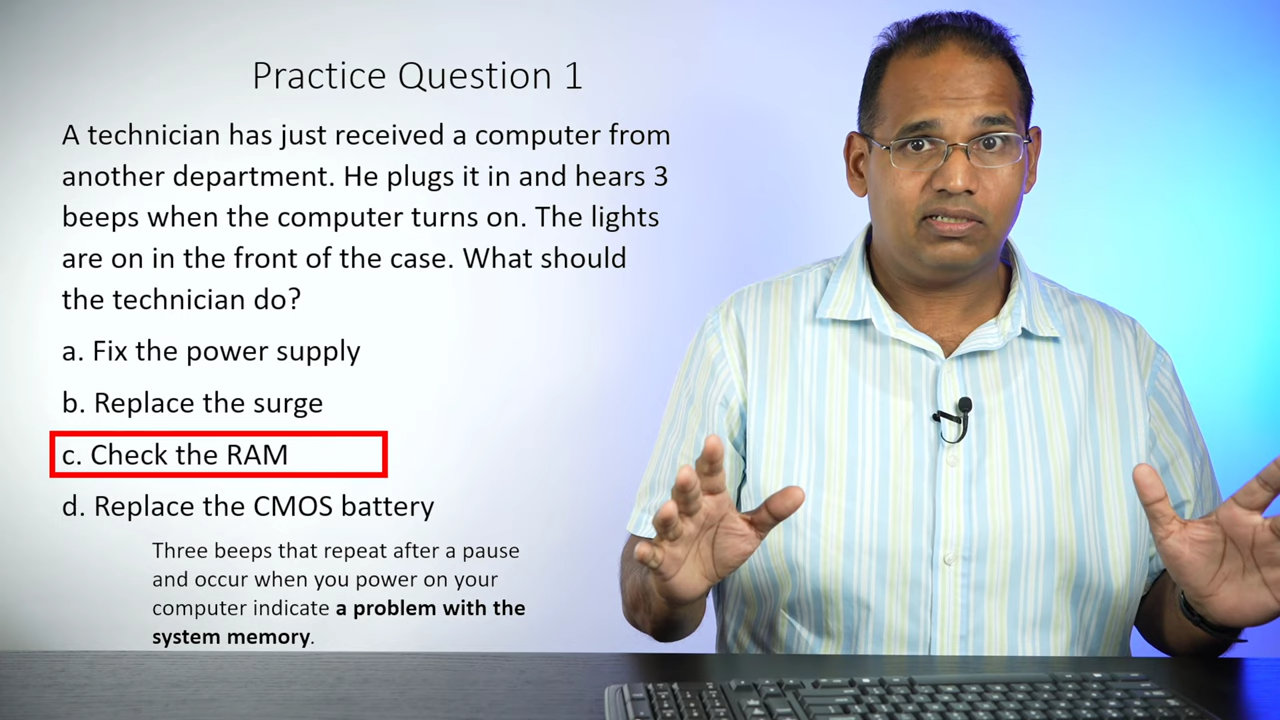 Practice Question 1
A technician has just received a computer from
another department. He plugs it in and hears 3
beeps when the computer turns on. The lights
are on in the front of the case. What should
the technician do?
a. Fix the power supply
b. Replace the surge
c. Check the RAM
d. Replace the CMOS battery
Three beeps that repeat after a pause
and occur when you power on your
computer indicate a problem with the
system memory.